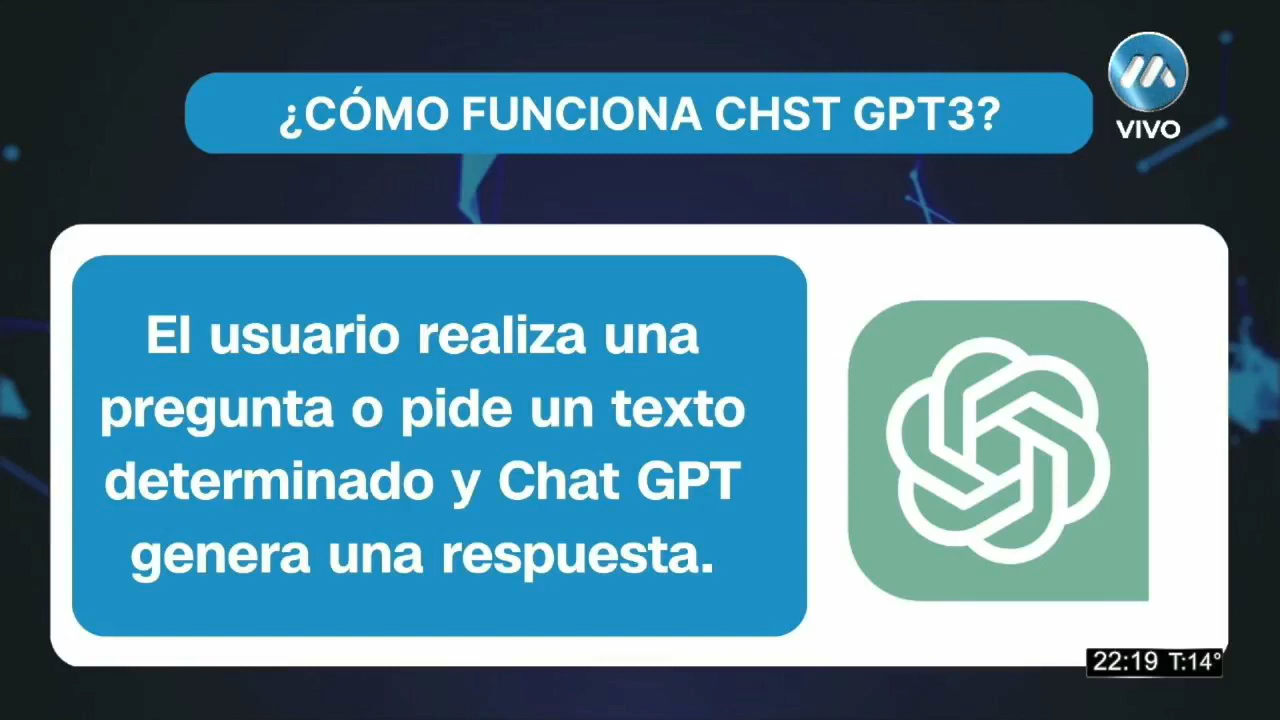 ¿CÓMO FUNCIONA CHST GPT3?
VIVO
El usuario realiza una
pregunta o pide un texto
determinado y Chat GPT
genera una respuesta.
22:19 T:14°